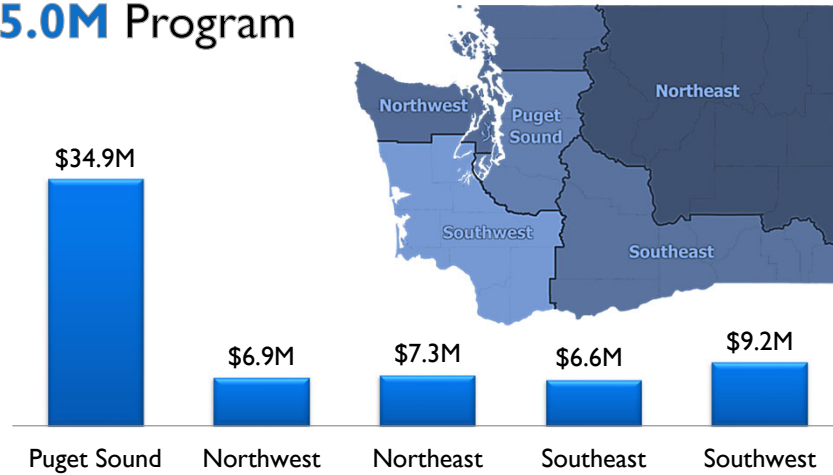 5.0M Program
Northwest
Puget
Sound
Northeast
Southwest
Southeast
$34.9M
$6.9M
$7.3M
$6.6M
$9.2M
Puget Sound
Northwest
Northeast
Southeast
Southwest